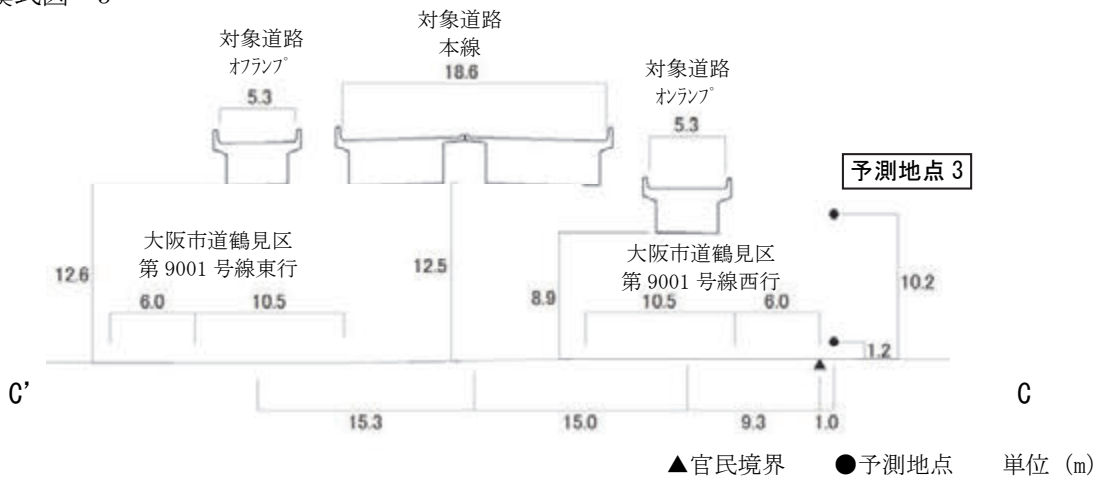 対象道路
本線
18.6
対象道路
オフランプ
5.3
対象道路
オンランプ
5.3
予測地点 3
大阪市道鶴見区
第 9001 号線東行
12.6
6.0
10.5
12.5
大阪市道鶴見区
第 9001 号線西行
8.9
10.5
6.0
10.2
1.2
C’
C
15.3
15.0
9.3
1.0
▲官民境界 ●予測地点 単位 (m)